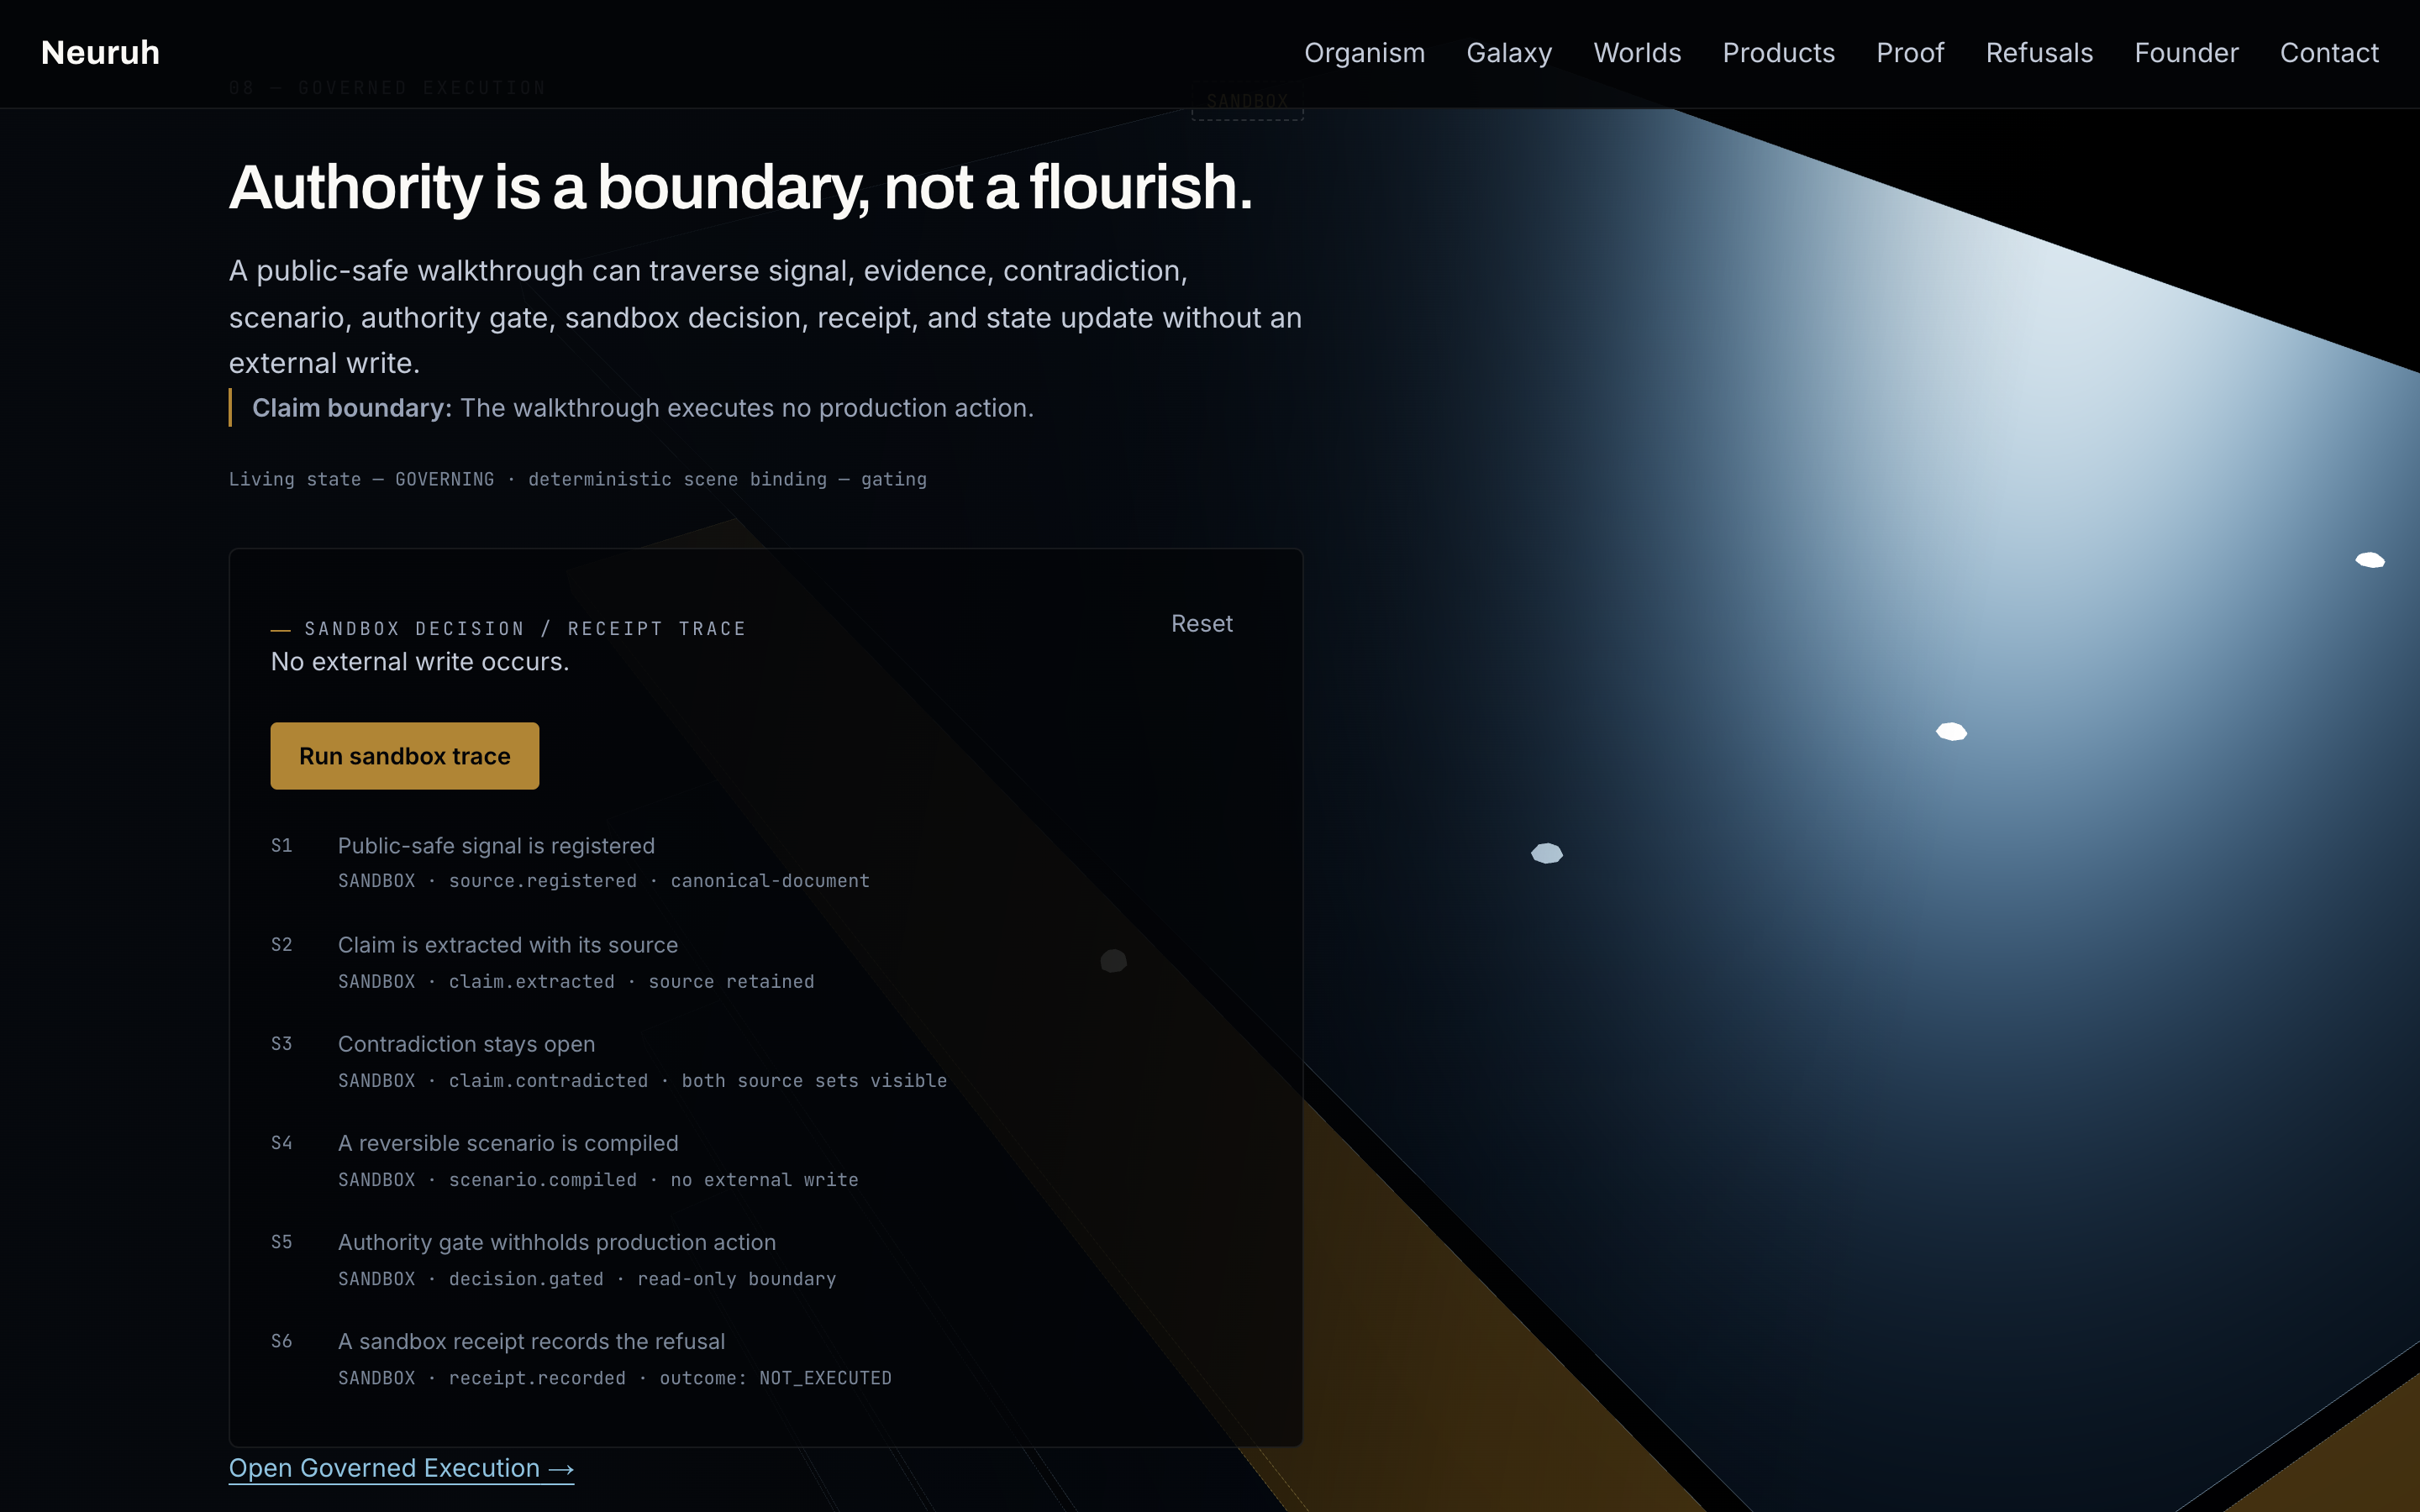 Neuruh
Organism Galaxy Worlds Products Proof Refusals Founder Contact
08 — GOVERNED EXECUTION
SANDBOX
Authority is a boundary, not a flourish.
A public-safe walkthrough can traverse signal, evidence, contradiction,
scenario, authority gate, sandbox decision, receipt, and state update without an
external write.
Claim boundary: The walkthrough executes no production action.
Living state — GOVERNING · deterministic scene binding — gating
— SANDBOX DECISION / RECEIPT TRACE
Reset
No external write occurs.
Run sandbox trace
S1 Public-safe signal is registered
SANDBOX · source.registered · canonical-document
S2 Claim is extracted with its source
SANDBOX · claim.extracted · source retained
S3 Contradiction stays open
SANDBOX · claim.contradicted · both source sets visible
S4 A reversible scenario is compiled
SANDBOX · scenario.compiled · no external write
S5 Authority gate withholds production action
SANDBOX · decision.gated · read-only boundary
S6 A sandbox receipt records the refusal
SANDBOX · receipt.recorded · outcome: NOT_EXECUTED
Open Governed Execution →